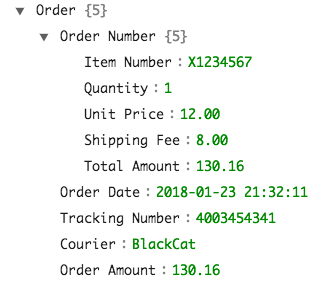 Order {5}
Order Number {5}
Item Number : X1234567
Quantity : 1
Unit Price : 12.00
Shipping Fee : 8.00
Total Amount : 130.16
Order Date : 2018-01-23 21:32:11
Tracking Number : 4003454341
Courier : BlackCat
Order Amount : 130.16